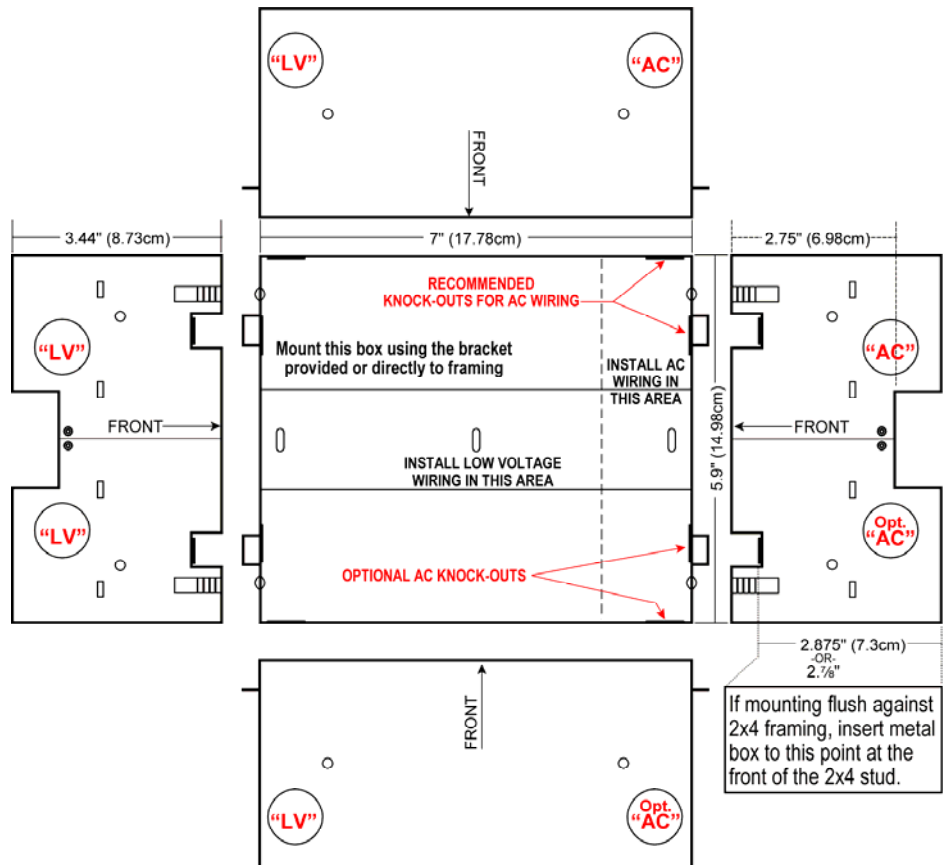 “LV”
“AC”
FRONT
3.44" (8.73cm)
7" (17.78cm)
2.75" (6.98cm)
RECOMMENDED
KNOCK-OUTS FOR AC WIRING
“LV”
Mount this box using the bracket
provided or directly to framing
INSTALL AC
WIRING IN
THIS AREA
“AC”
FRONT
FRONT
5.9" (14.98cm)
INSTALL LOW VOLTAGE
WIRING IN THIS AREA
“LV”
Opt.
“AC”
OPTIONAL AC KNOCK-OUTS
2.875" (7.3cm)
-OR-
2.⅞"
If mounting flush against
2x4 framing, insert metal
box to this point at the
front of the 2x4 stud.
FRONT
“LV”
Opt.
“AC”